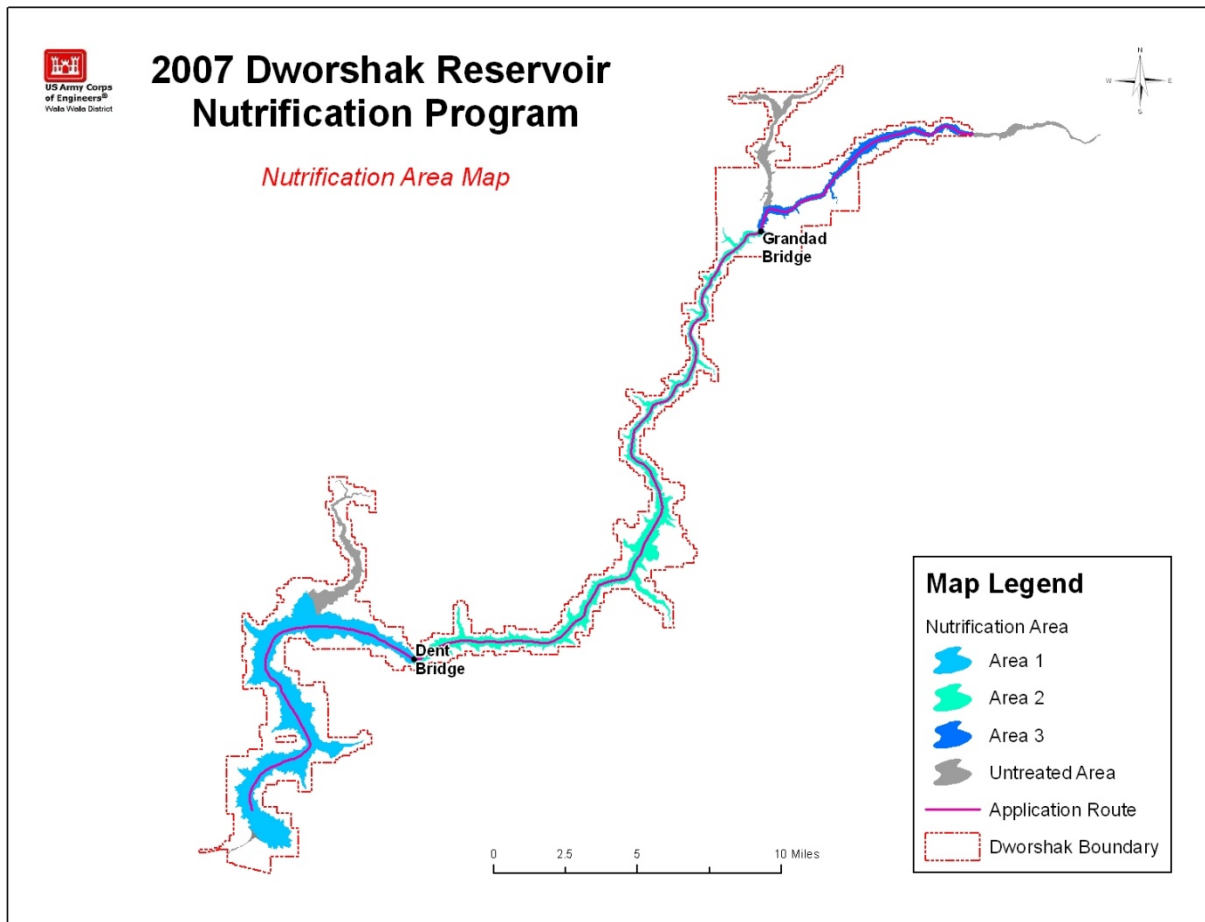 US Army Corps
of Engineers®
Walla Walla District
2007 Dworshak Reservoir
Nutrification Program
Nutrification Area Map
N
W
E
S
Grandad
Bridge
Dent
Bridge
Map Legend
Nutrification Area
Area 1
Area 2
Area 3
Untreated Area
Application Route
Dworshak Boundary
0 2.5 5 10 Miles